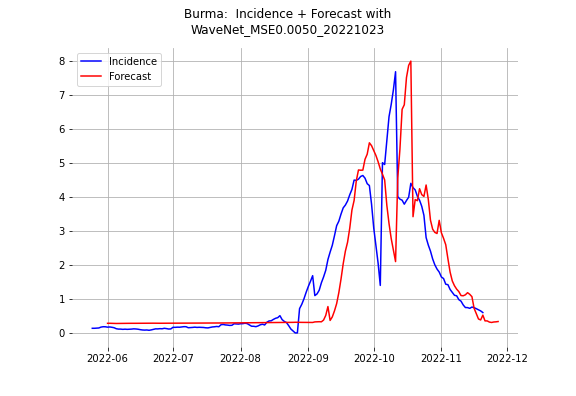 Burma:  Incidence + Forecast with
WaveNet_MSE0.0050_20221023
Incidence
Forecast
8
7
6
5
4
3
2
1
0
2022-06 2022-07 2022-08 2022-09 2022-10 2022-11 2022-12